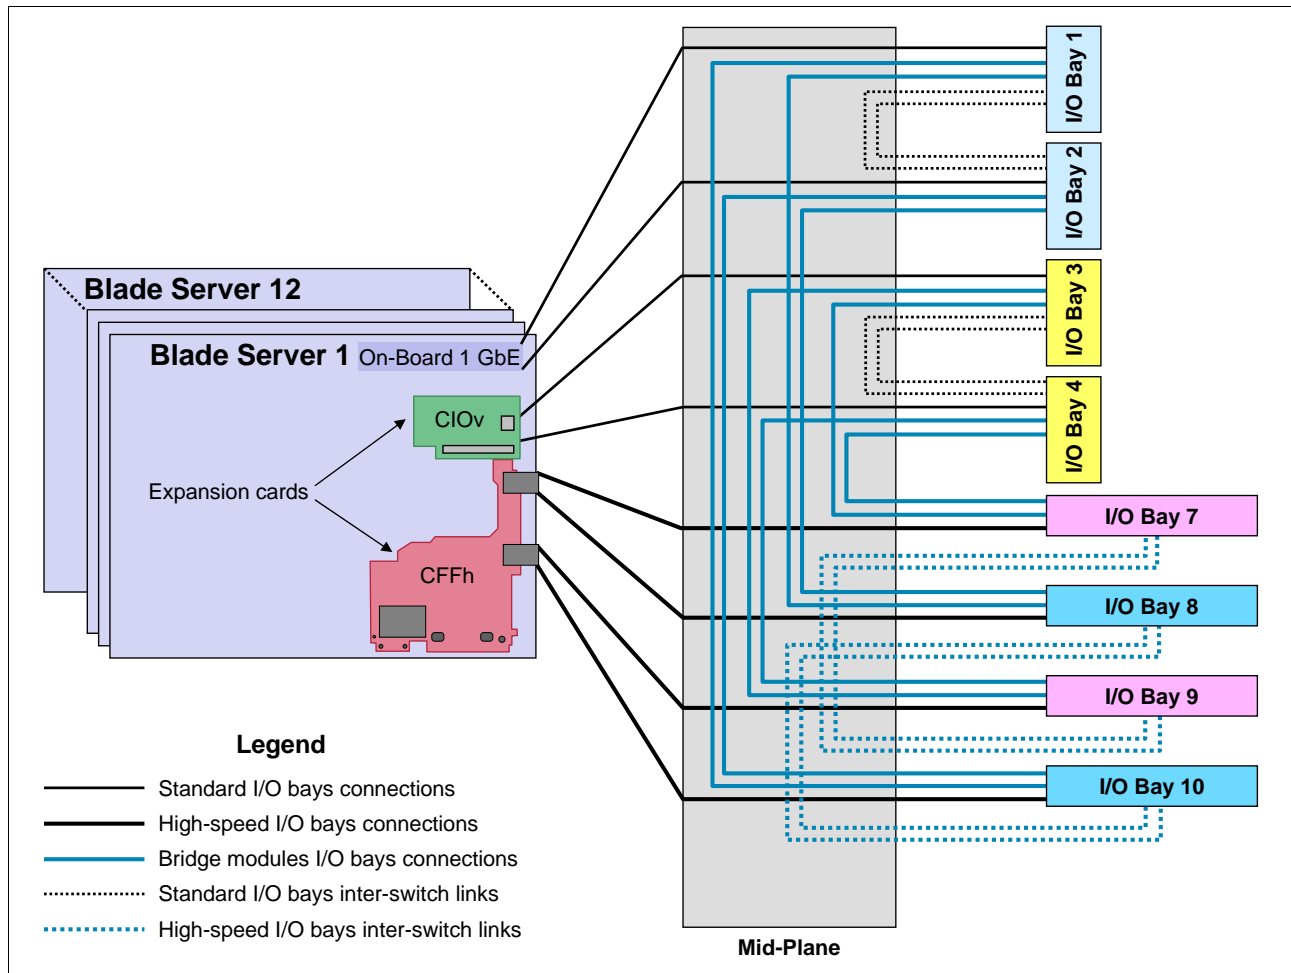 I/O Bay 1
I/O Bay 2
I/O Bay 3
I/O Bay 4
I/O Bay 7
I/O Bay 8
I/O Bay 9
I/O Bay 10
Blade Server 12
Blade Server 1 On-Board 1 GbE
CIOv
Expansion cards
CFFh
Mid-Plane
Legend
Standard I/O bays connections
High-speed I/O bays connections
Bridge modules I/O bays connections
Standard I/O bays inter-switch links
High-speed I/O bays inter-switch links